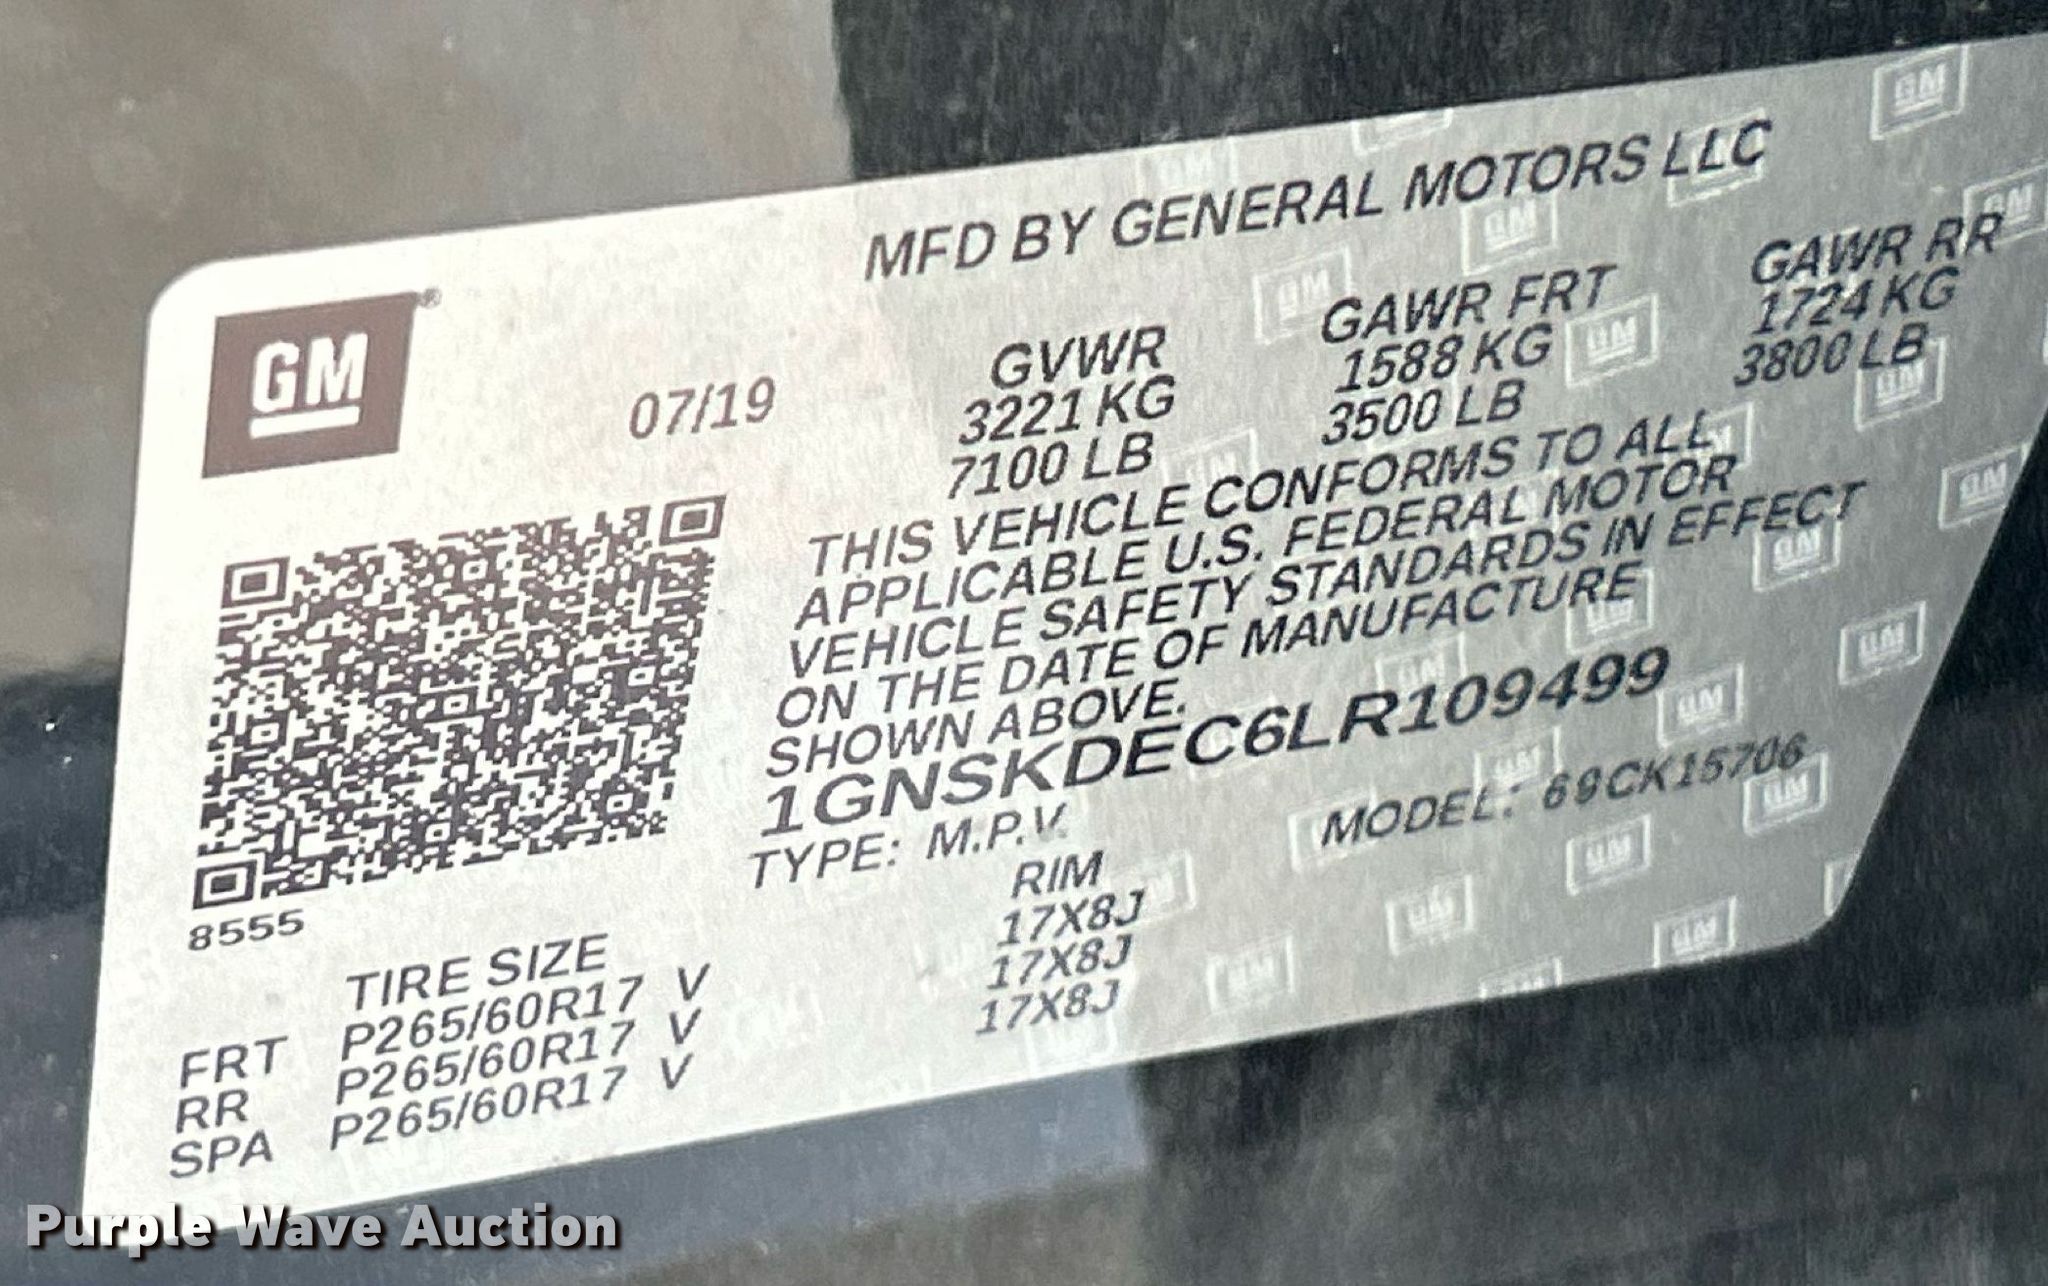 MFD BY GENERAL MOTORS LLC
GM®
07/19
GVWR GAWR FRT GAWR RR
3221 KG 1588 KG 1724 KG
7100 LB 3500 LB 3800 LB
THIS VEHICLE CONFORMS TO ALL
APPLICABLE U.S. FEDERAL MOTOR
VEHICLE SAFETY STANDARDS IN EFFECT
ON THE DATE OF MANUFACTURE
SHOWN ABOVE.
1GNSKDEC6LR109499
TYPE: M.P.V. MODEL: 69CK15706
8555
TIRE SIZE RIM
FRT P265/60R17 V 17X8J
RR P265/60R17 V 17X8J
SPA P265/60R17 V 17X8J
Purple Wave Auction